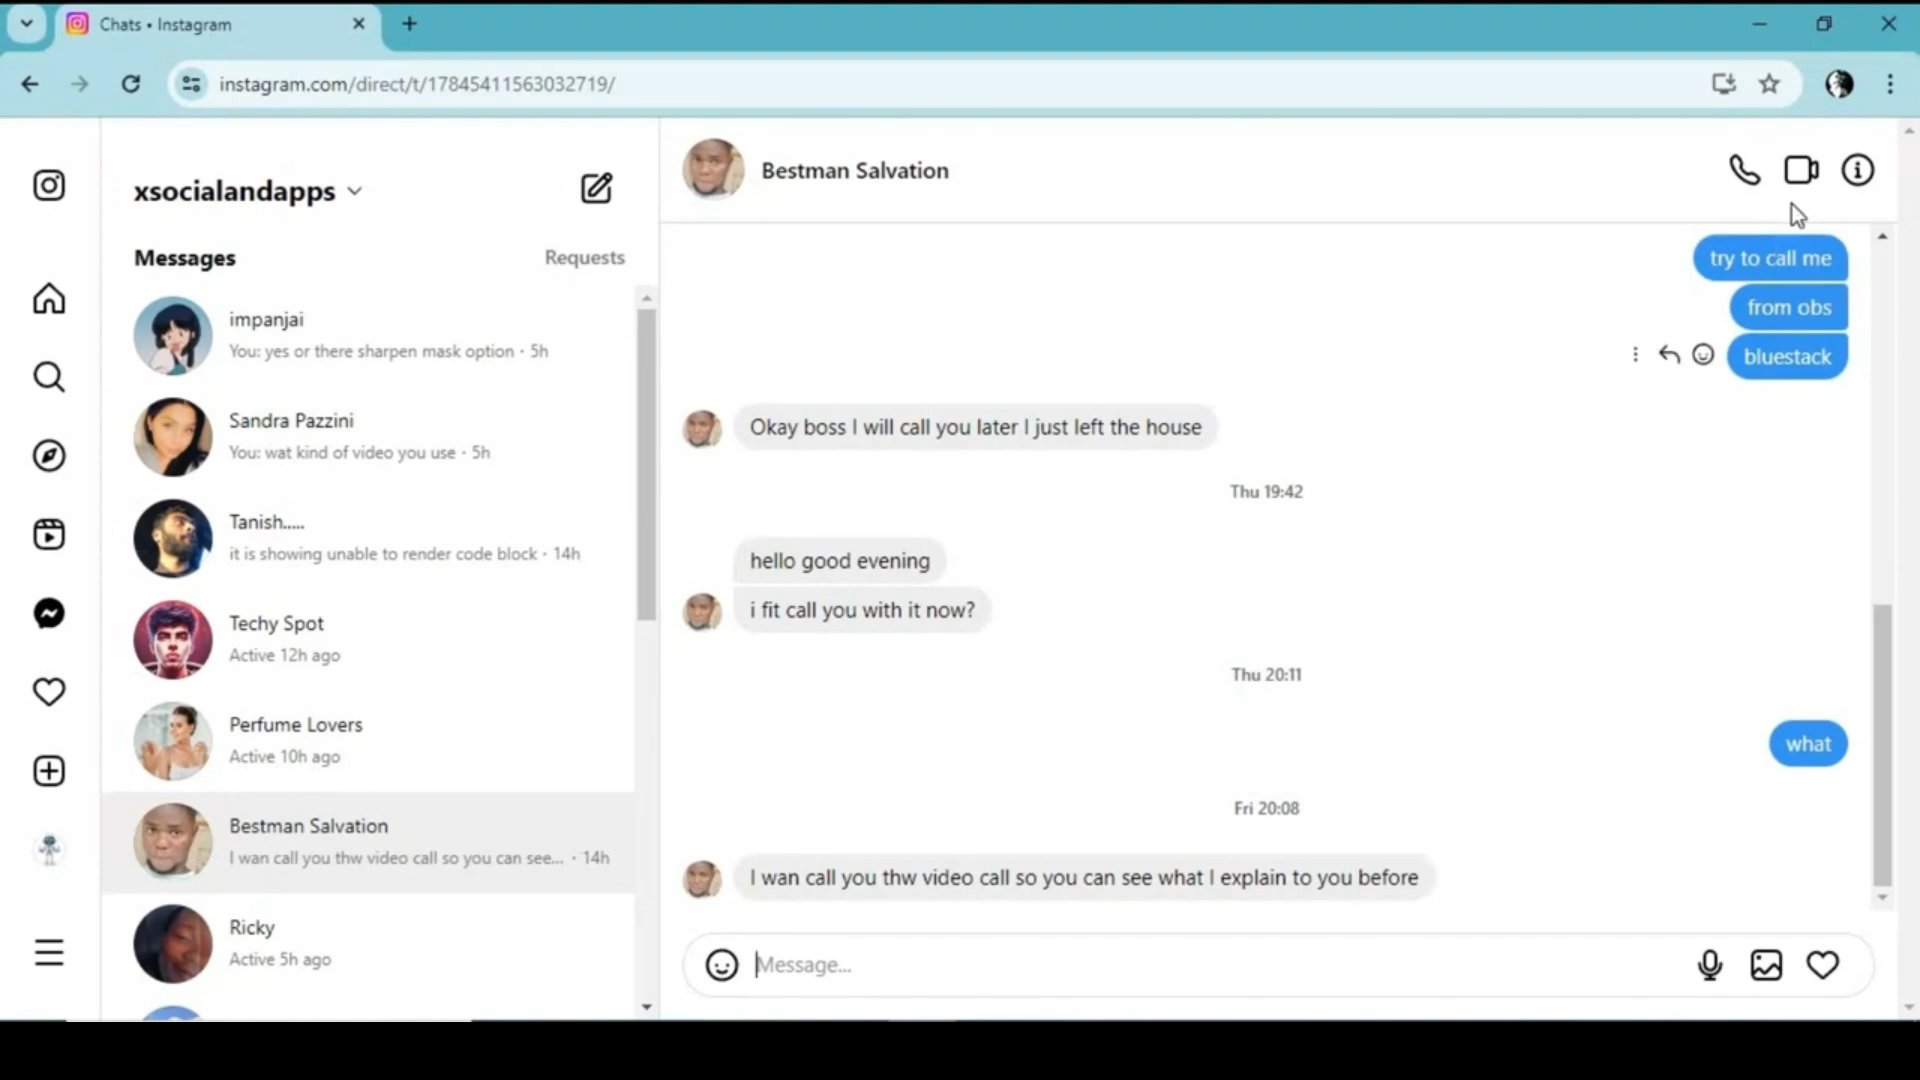 Chats • Instagram
instagram.com/direct/t/17845411563032719/
xsocialandapps
Messages
Requests
impanjai
You: yes or there sharpen mask option · 5h
Sandra Pazzini
You: wat kind of video you use · 5h
Tanish.....
it is showing unable to render code block · 14h
Techy Spot
Active 12h ago
Perfume Lovers
Active 10h ago
Bestman Salvation
I wan call you thw video call so you can see... · 14h
Ricky
Active 5h ago
Bestman Salvation
try to call me
from obs
bluestack
Okay boss I will call you later I just left the house
Thu 19:42
hello good evening
i fit call you with it now?
Thu 20:11
what
Fri 20:08
I wan call you thw video call so you can see what I explain to you before
Message...